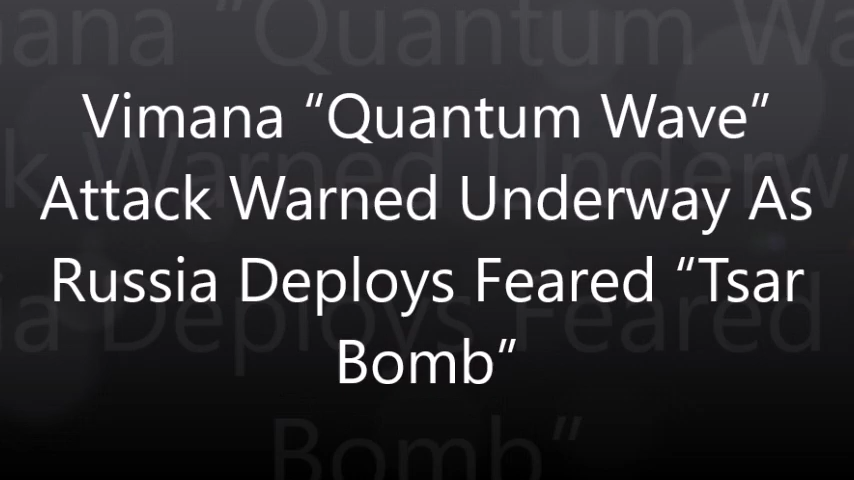 Vimana “Quantum Wave”
Attack Warned Underway As
Russia Deploys Feared “Tsar
Bomb”